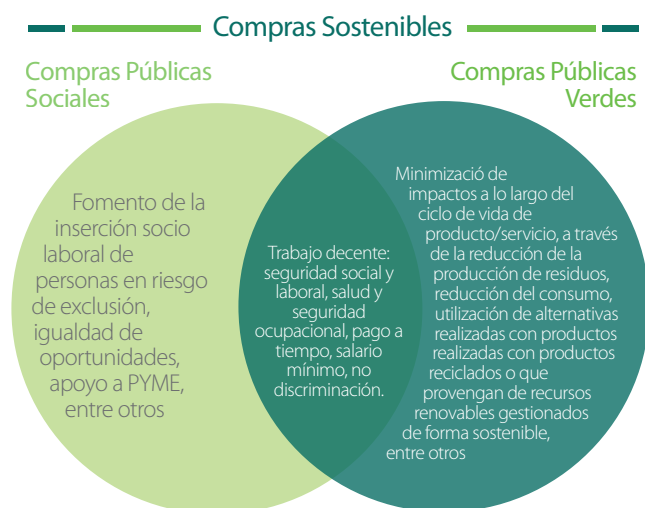 Compras Sostenibles
Compras Públicas
Sociales
Compras Públicas
Verdes
Fomento de la
inserción socio
laboral de
personas en riesgo
de exclusión,
igualdad de
oportunidades,
apoyo a PYME,
entre otros
Trabajo decente:
seguridad social y
laboral, salud y
seguridad
ocupacional, pago a
tiempo, salario
mínimo, no
discriminación.
Minimizació de
impactos a lo largo del
ciclo de vida de
producto/servicio, a través
de la reducción de la
producción de residuos,
reducción del consumo,
utilización de alternativas
realizadas con productos
realizadas con productos
reciclados o que
provengan de recursos
renovables gestionados
de forma sostenible,
entre otros